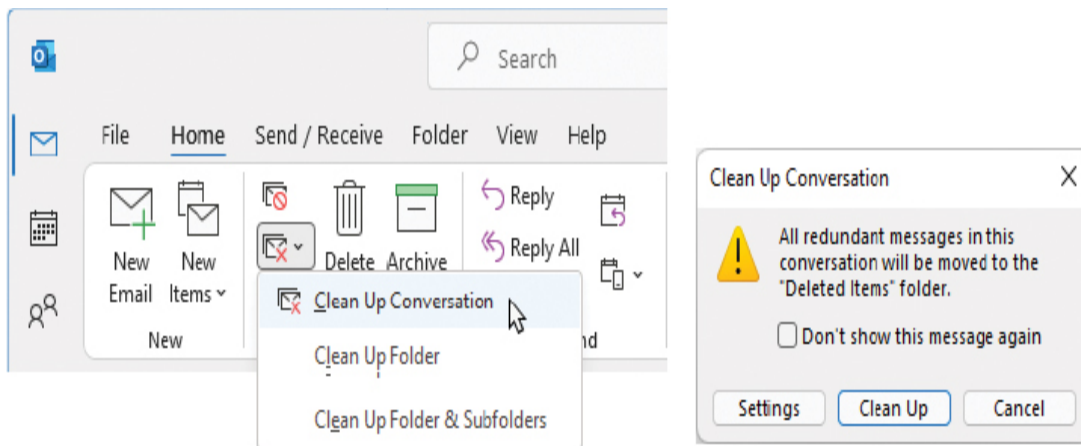 Search
File Home Send / Receive Folder View Help
New Email
New Items
Delete
Archive
Reply
Reply All
New
Clean Up Conversation
Clean Up Folder
Clean Up Folder & Subfolders
nd
Clean Up Conversation
All redundant messages in this
conversation will be moved to the
"Deleted Items" folder.
Don't show this message again
Settings Clean Up Cancel